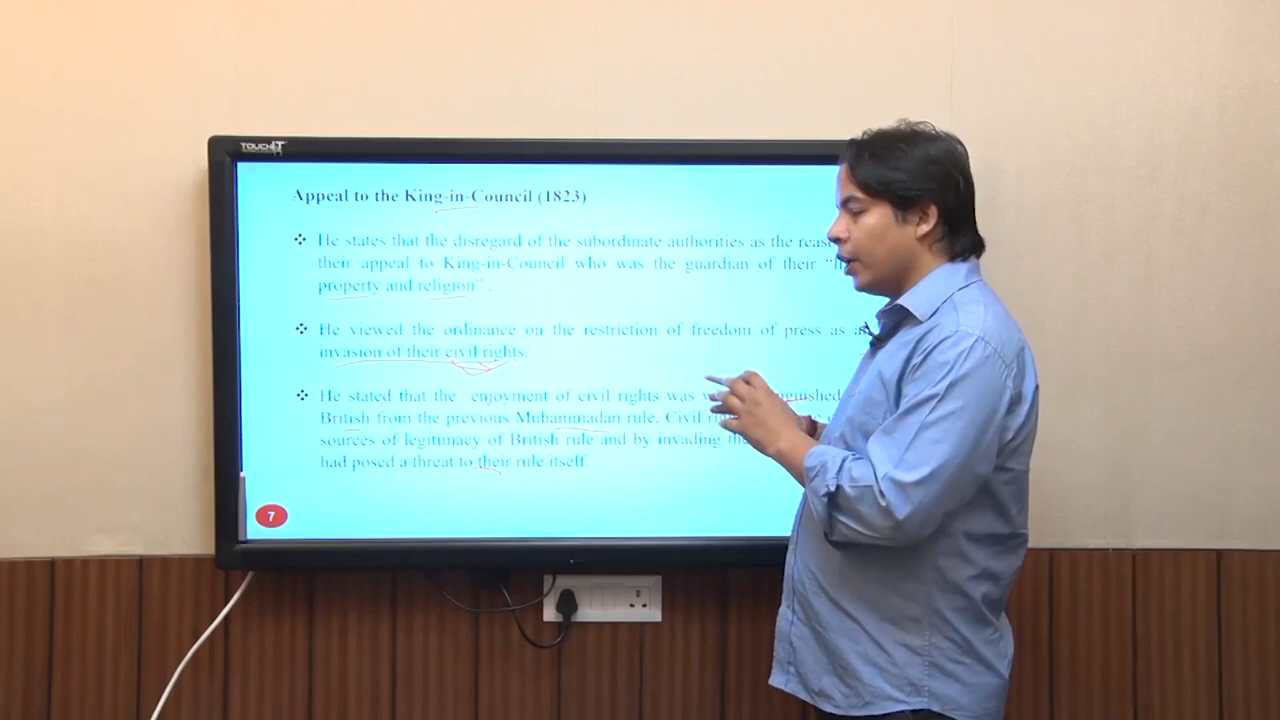 TOUCHIT
Appeal to the King-in-Council (1823)
He states that the disregard of the subordinate authorities as the
their appeal to King-in-Council who was the guardian of their
property and religion".
He viewed the ordinance on the restriction of freedom of press as
invasion of their civil rights.
He stated that the enjoyment of civil rights was
British from the previous Muhammadan rule. Civil
sources of legitimacy of British rule and by invading
had posed a threat to their rule itself.
7